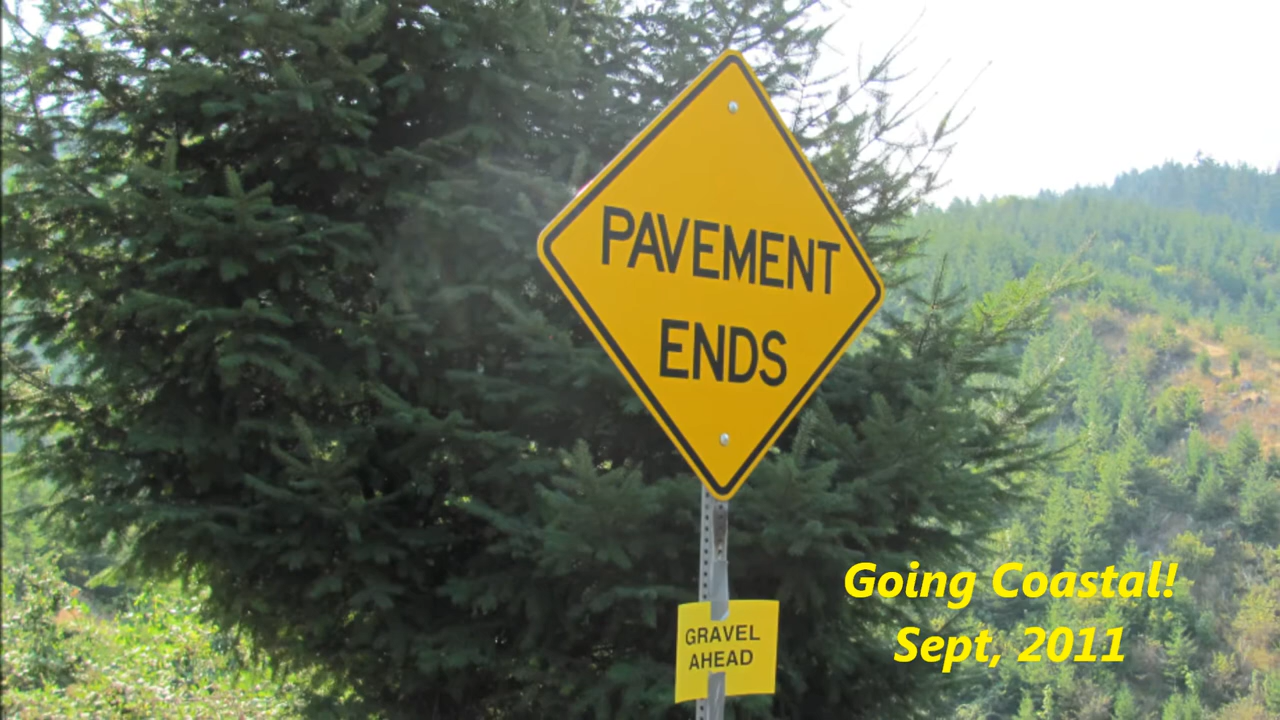 PAVEMENT
ENDS
GRAVEL
AHEAD
Going Coastal!
Sept, 2011